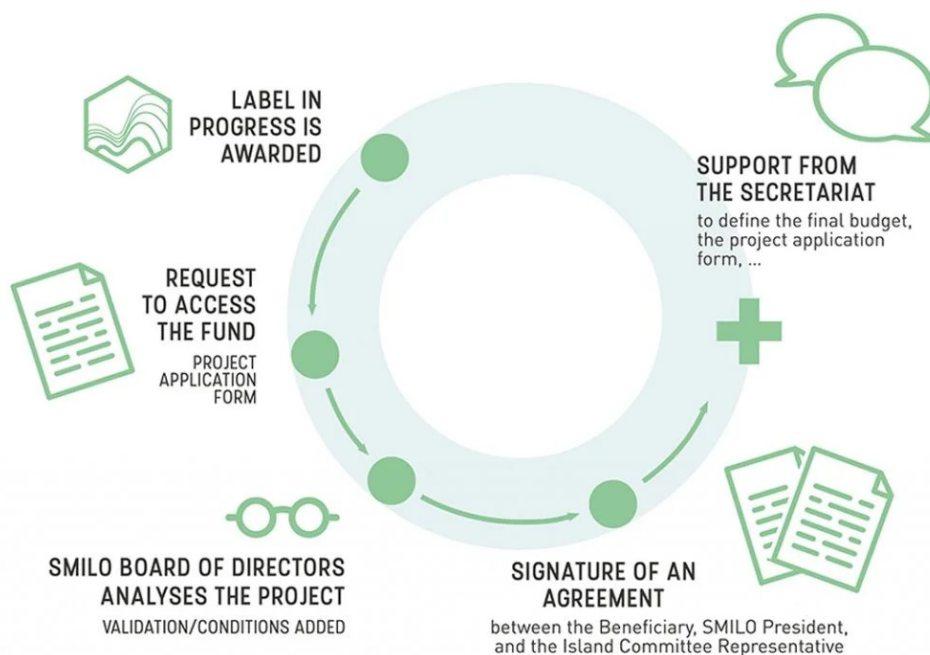 LABEL IN
PROGRESS IS
AWARDED
REQUEST
TO ACCESS
THE FUND
PROJECT
APPLICATION
FORM
SMILO BOARD OF DIRECTORS
ANALYSES THE PROJECT
VALIDATION/CONDITIONS ADDED
SIGNATURE OF AN
AGREEMENT
between the Beneficiary, SMILO President,
and the Island Committee Representative
SUPPORT FROM
THE SECRETARIAT
to define the final budget,
the project application
form, ...